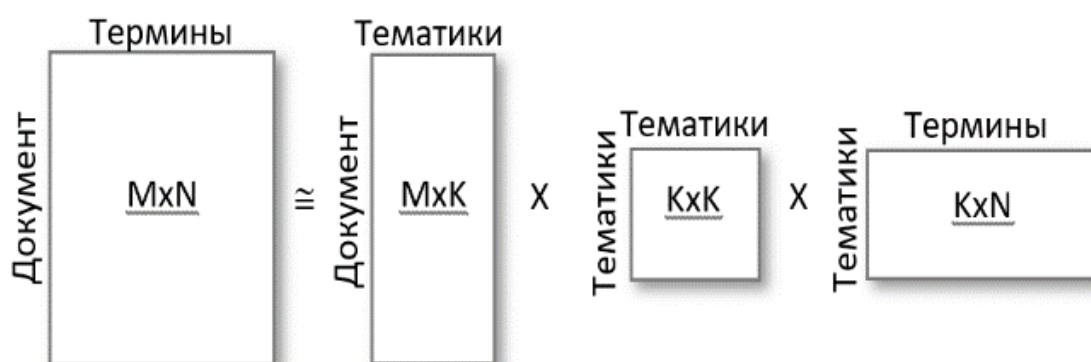 Термины
Документ
MxN
≅
Тематики
Документ
MxK
X
Тематики
Тематики
KxK
X
Термины
Тематики
KxN